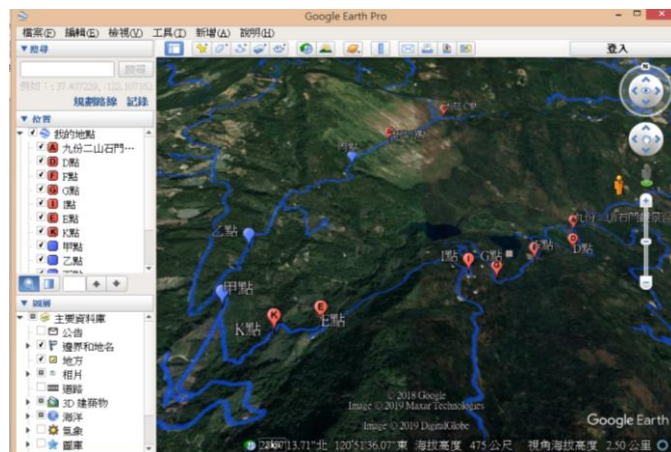 Google Earth Pro
檔案(F) 編輯(E) 檢視(V) 工具(T) 新增(A) 說明(H)
登入
▼搜尋
搜尋
規劃路線 記錄
▼位置
我的地點
A 九份二山石門…
D D點
F F點
G G點
I I點
E E點
K K點
甲點
乙點
▼圖層
主要資料庫
公告
邊界和地名
地方
相片
道路
3D 建築物
海洋
氣象
圖庫
乙點
甲點
K K點
E E點
I點 I
G點 G
D D點
N
© 2018 Google
Image © 2019 Maxar Technologies
Image © 2019 DigitalGlobe
Google Earth
120°51'36.07"東 海拔高度 475 公尺 視角海拔高度 2.50 公里